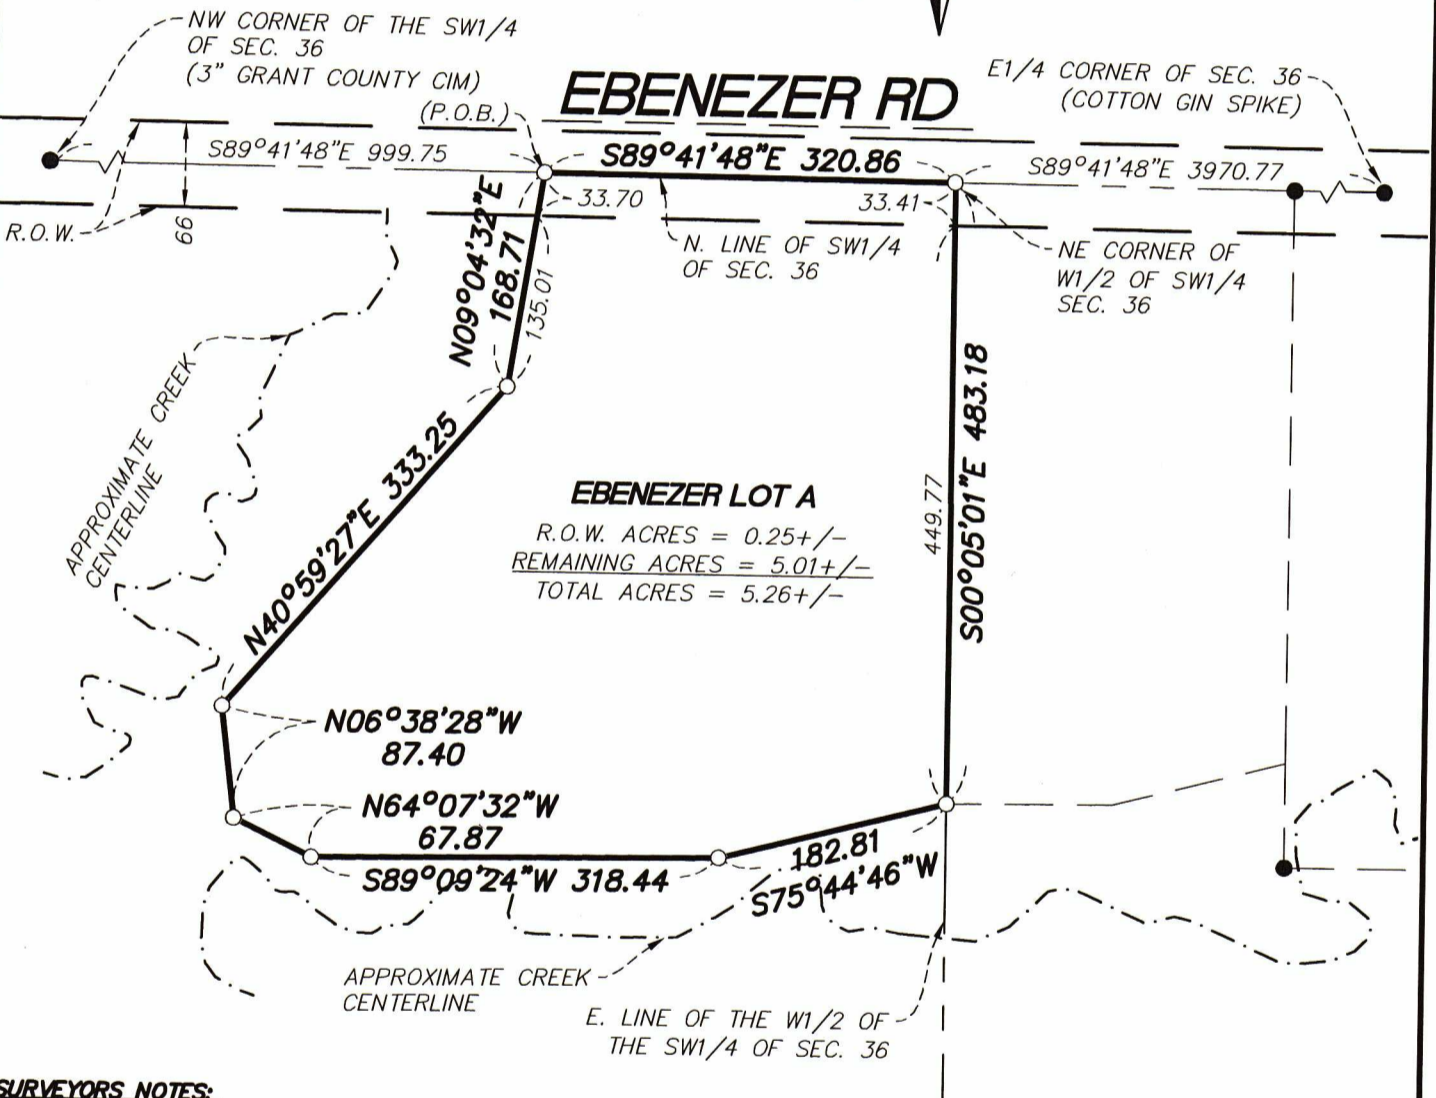 NW CORNER OF THE SW1/4
OF SEC. 36
(3" GRANT COUNTY CIM)
(P.O.B.)
EBENEZER RD
E1/4 CORNER OF SEC. 36
(COTTON GIN SPIKE)
S89°41'48"E 999.75
S89°41'48"E 320.86
S89°41'48"E 3970.77
33.70
33.41
R.O.W.
66
N. LINE OF SW1/4
OF SEC. 36
NE CORNER OF
W1/2 OF SW1/4
SEC. 36
N09°04'32"E
168.71
135.01
APPROXIMATE CREEK
CENTERLINE
N40°59'27"E 333.25
EBENEZER LOT A
R.O.W. ACRES = 0.25+/-
REMAINING ACRES = 5.01+/-
TOTAL ACRES = 5.26+/-
449.77
S00°05'01"E 483.18
N06°38'28"W
87.40
N64°07'32"W
67.87
S89°09'24"W 318.44
182.81
S75°44'46"W
APPROXIMATE CREEK
CENTERLINE
E. LINE OF THE W1/2 OF
THE SW1/4 OF SEC. 36
SURVEYORS NOTES: